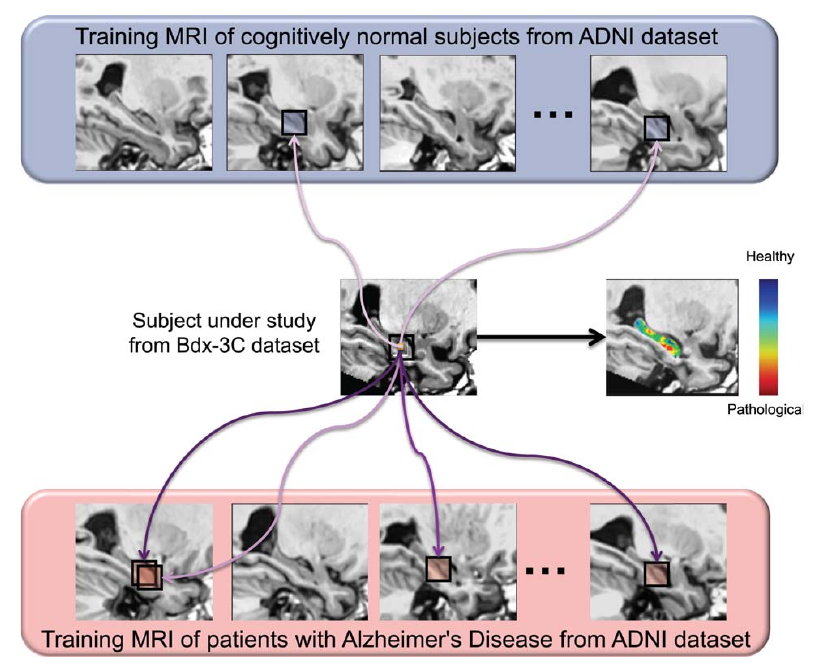 Training MRI of cognitively normal subjects from ADNI dataset
...
Healthy
Subject under study
from Bdx-3C dataset
Pathological
...
Training MRI of patients with Alzheimer's Disease from ADNI dataset